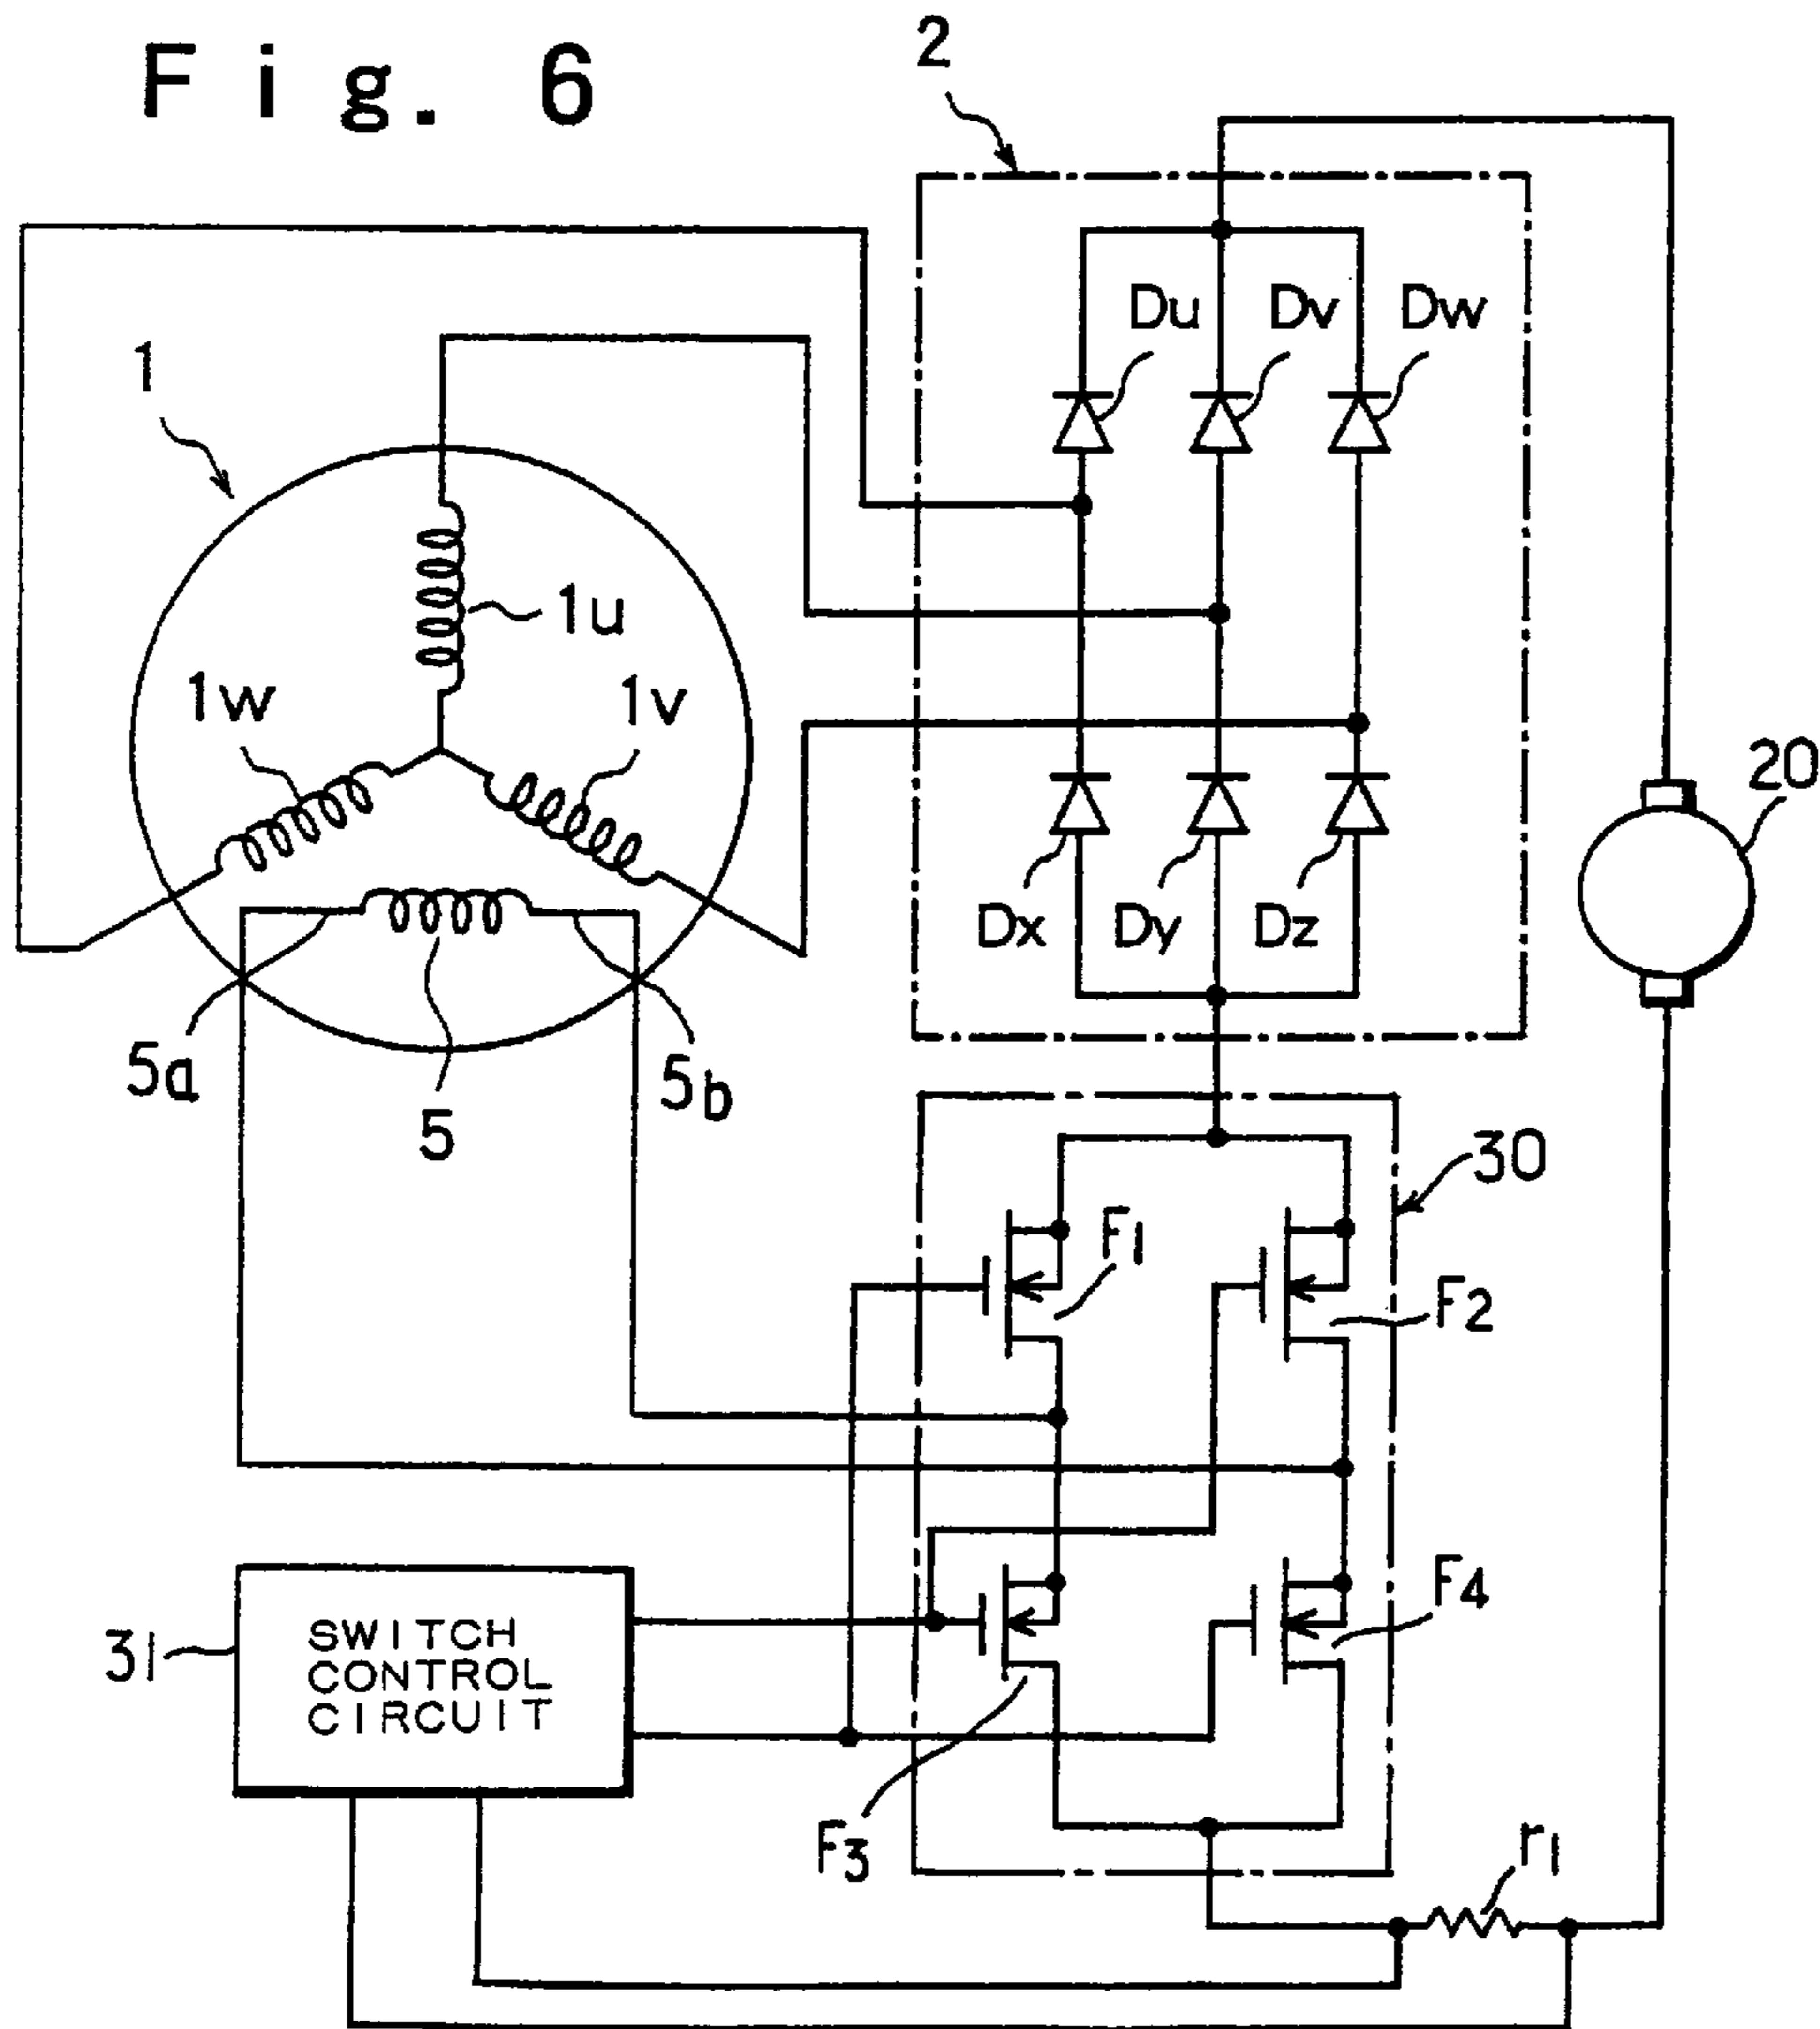 Fig. 6
2
Du Dv Dw
1
1u
1w
1v
20
Dx Dy Dz
5a
5
5b
30
F1
F2
F4
31
SWITCH
CONTROL
CIRCUIT
F3
r1